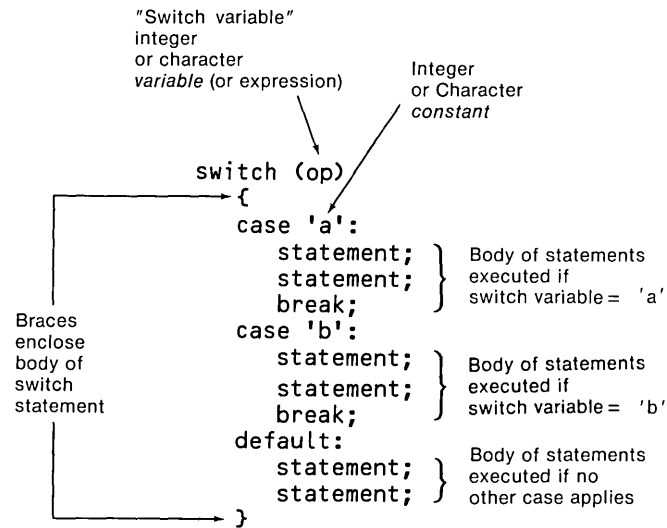 "Switch variable"
integer
or character
variable (or expression)
Integer
or Character
constant
switch (op)
{
case 'a':
statement;
statement;
break;
Body of statements
executed if
switch variable = 'a'
case 'b':
statement;
statement;
break;
Body of statements
executed if
switch variable = 'b'
default:
statement;
statement;
Body of statements
executed if no
other case applies
}
Braces
enclose
body of
switch
statement